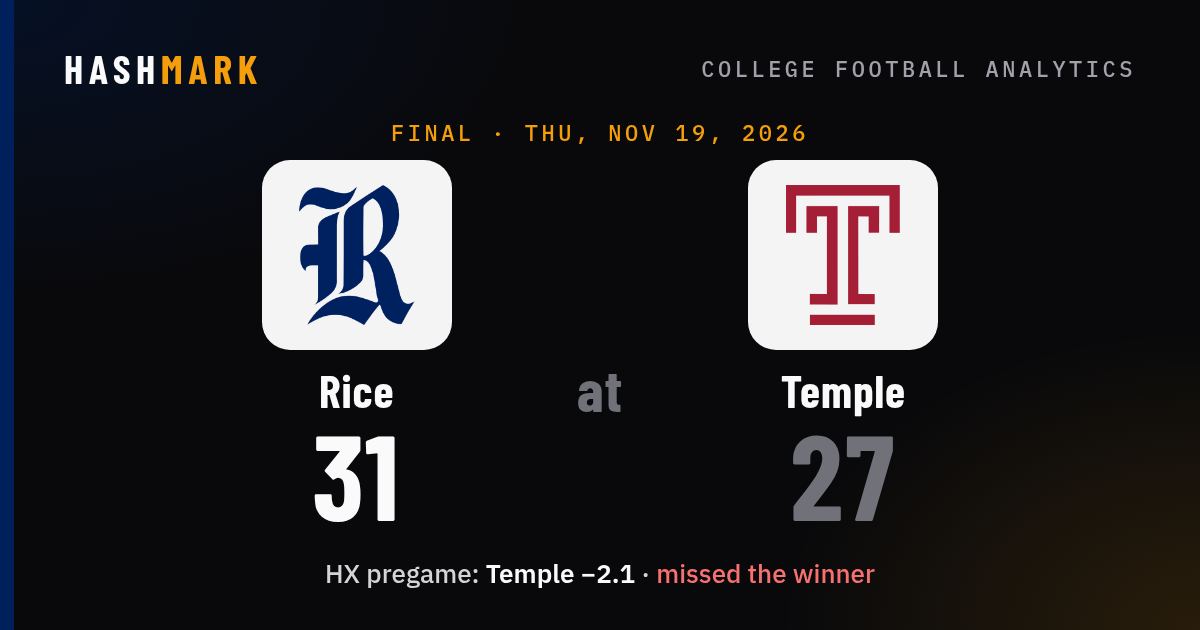 HASHMARK
COLLEGE FOOTBALL ANALYTICS
FINAL · THU, NOV 19, 2026
R
T
Rice
at
Temple
31
27
HX pregame: Temple −2.1 · missed the winner